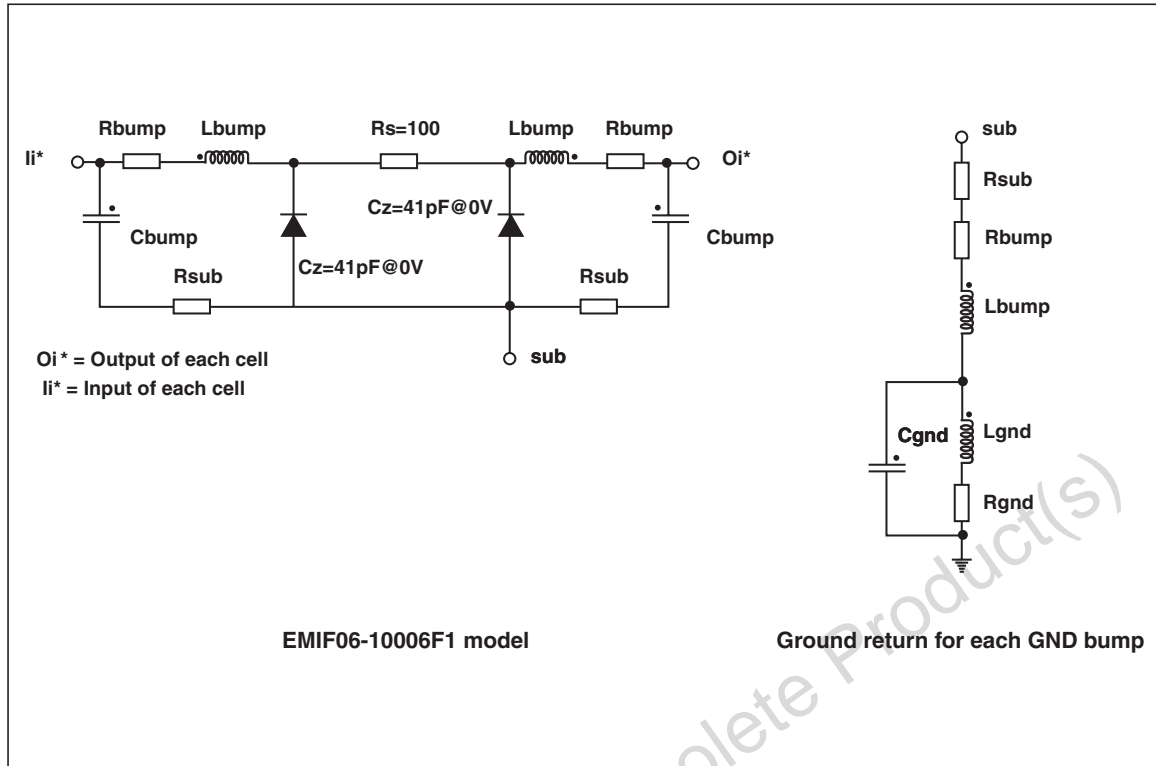 Rbump Lbump Rs=100 Lbump Rbump
Ii* Oi*
Cz=41pF@0V
Cbump Cbump
Cz=41pF@0V
Rsub Rsub
sub
Oi* = Output of each cell
Ii* = Input of each cell
sub
Rsub
Rbump
Lbump
Cgnd Lgnd
Rgnd
EMIF06-10006F1 model
Ground return for each GND bump
Product(s)